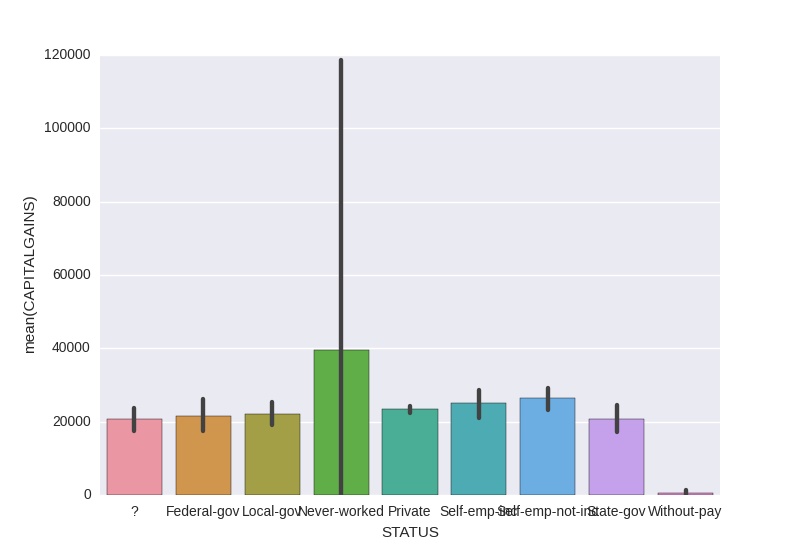 120000
100000
80000
60000
40000
20000
0
mean(CAPITALGAINS)
? Federal-gov Local-gov Never-worked Private Self-emp-inc Self-emp-not-inc State-gov Without-pay
STATUS